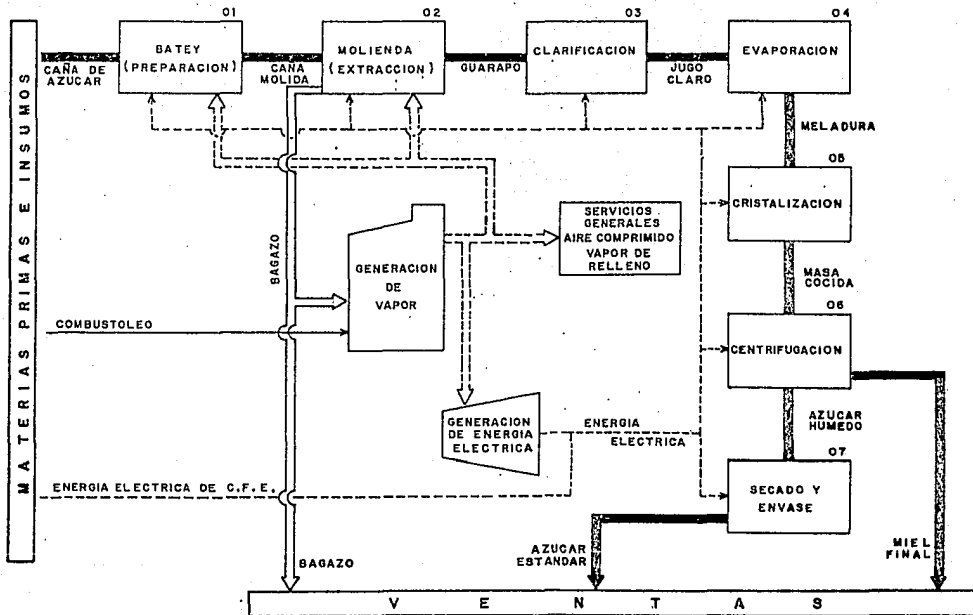 MATERIAS PRIMAS E INSUMOS
01
BATEY
(PREPARACION)
02
MOLIENDA
(EXTRACCION)
03
CLARIFICACION
04
EVAPORACION
CAÑA DE
AZUCAR
CAÑA
MOLIDA
GUARAPO
JUGO
CLARO
MELADURA
05
CRISTALIZACION
SERVICIOS
GENERALES
AIRE COMPRIMIDO
VAPOR DE
RELLENO
BAGAZO
GENERACION
DE
VAPOR
MASA
COCIDA
06
CENTRIFUGACION
COMBUSTOLEO
GENERACION
DE ENERGIA
ELECTRICA
ENERGIA
ELECTRICA
AZUCAR
HUMEDO
07
SECADO Y
ENVASE
ENERGIA ELECTRICA DE C.F.E.
BAGAZO
AZUCAR
ESTANDAR
MIEL
FINAL
VENTAS